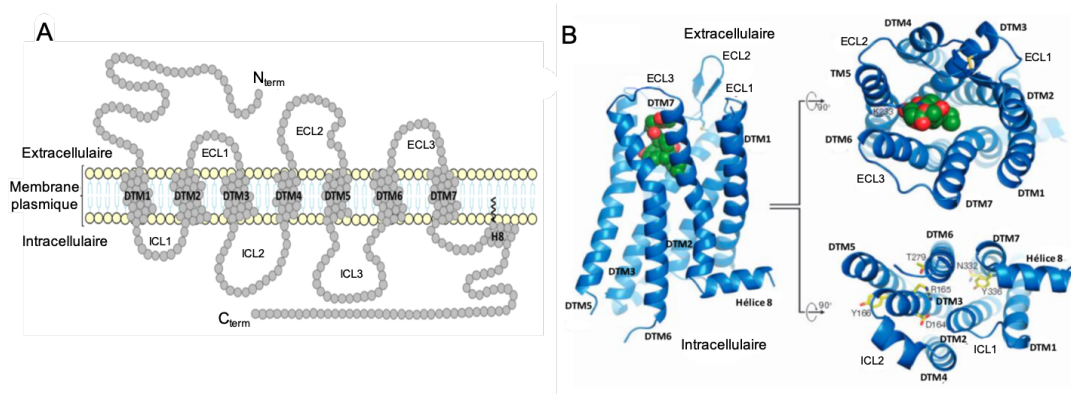 A
N term
ECL2
ECL1
ECL3
Extracellulaire
Membrane
plasmique
DTM1
DTM2
DTM3
DTM4
DTM5
DTM6
DTM7
Intracellulaire
H8
ICL1
ICL2
ICL3
C term
B
Extracellulaire
ECL2
ECL3
ECL1
DTM7
DTM1
DTM2
DTM3
Hélice 8
DTM5
DTM6
Intracellulaire
90°
DTM4
DTM3
ECL2
ECL1
TM5
DTM2
K233
DTM6
ECL3
DTM1
DTM7
90°
DTM6
DTM7
DTM5
T279
N332
Hélice 8
R165
Y336
DTM3
Y166
D164
DTM2
ICL1
DTM1
ICL2
DTM4